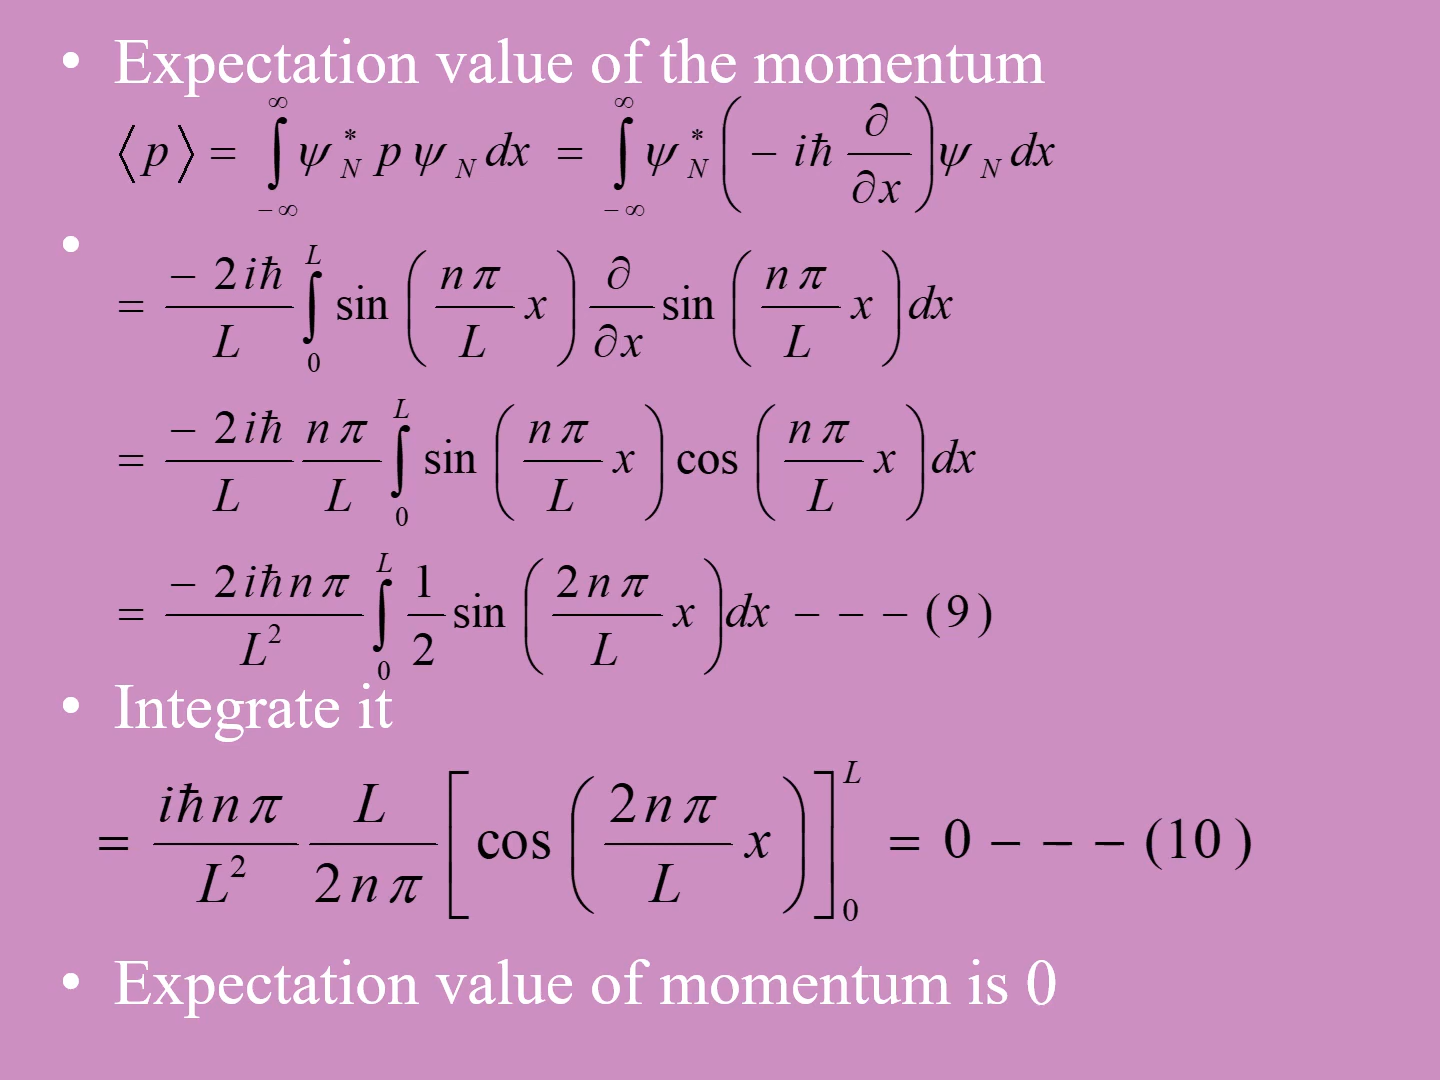 • Expectation value of the momentum
⟨p⟩ = ∫_{-∞}^{∞} ψ_N^* p ψ_N dx = ∫_{-∞}^{∞} ψ_N^* ( − iħ ∂/∂x ) ψ_N dx
•
= − 2iħ / L ∫_0^L sin ( nπ/L x ) ∂/∂x sin ( nπ/L x ) dx
= − 2iħ / L nπ / L ∫_0^L sin ( nπ/L x ) cos ( nπ/L x ) dx
= − 2iħnπ / L² ∫_0^L 1/2 sin ( 2nπ/L x ) dx − − − (9)
• Integrate it
= iħnπ / L² L / 2nπ [ cos ( 2nπ/L x ) ]_0^L = 0 − − − (10)
• Expectation value of momentum is 0